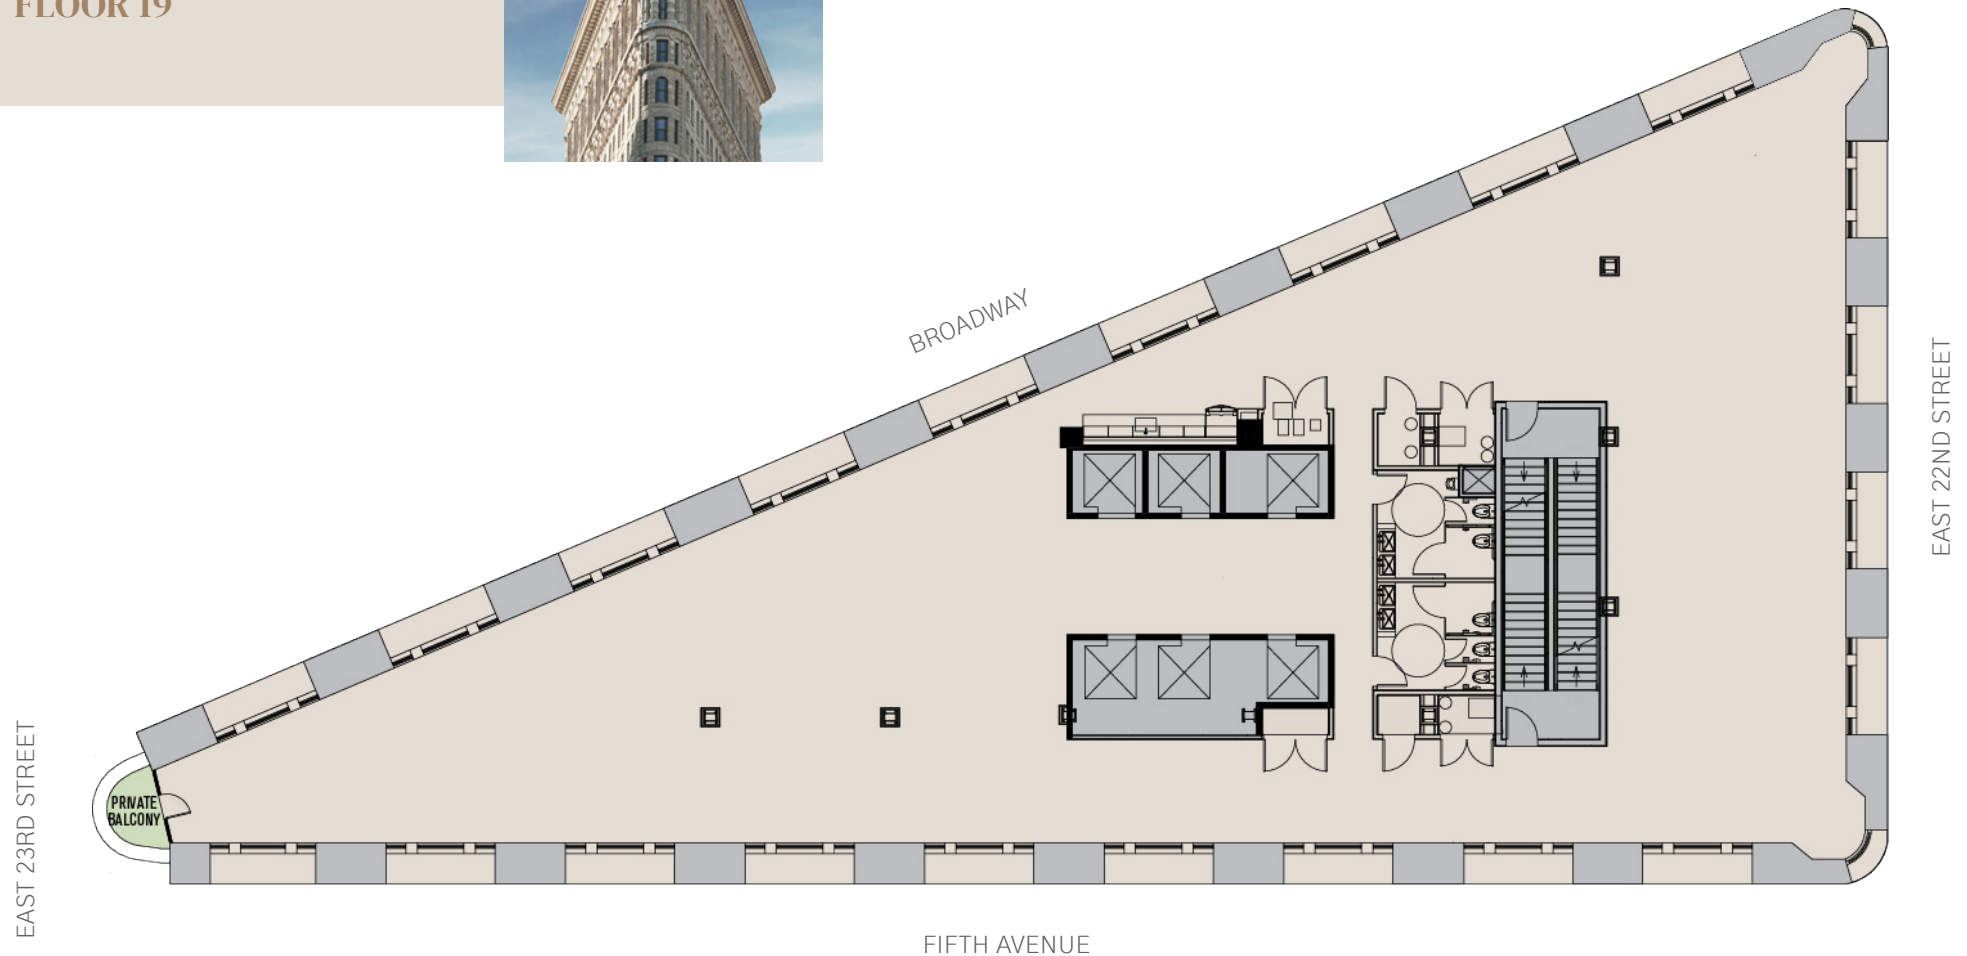 FLOOR 19
BROADWAY
EAST 22ND STREET
EAST 23RD STREET
PRIVATE
BALCONY
FIFTH AVENUE